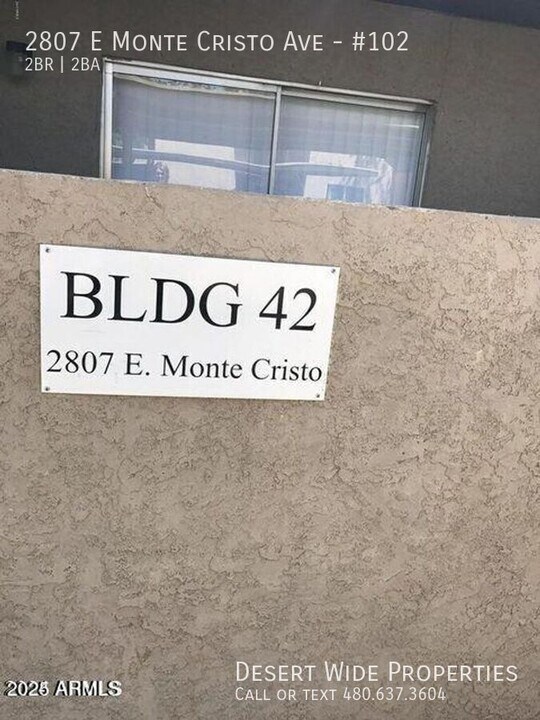 2807 E Monte Cristo Ave - #102
2BR | 2BA
BLDG 42
2807 E. Monte Cristo
Desert Wide Properties
Call or text 480.637.3604
2025 ARMLS